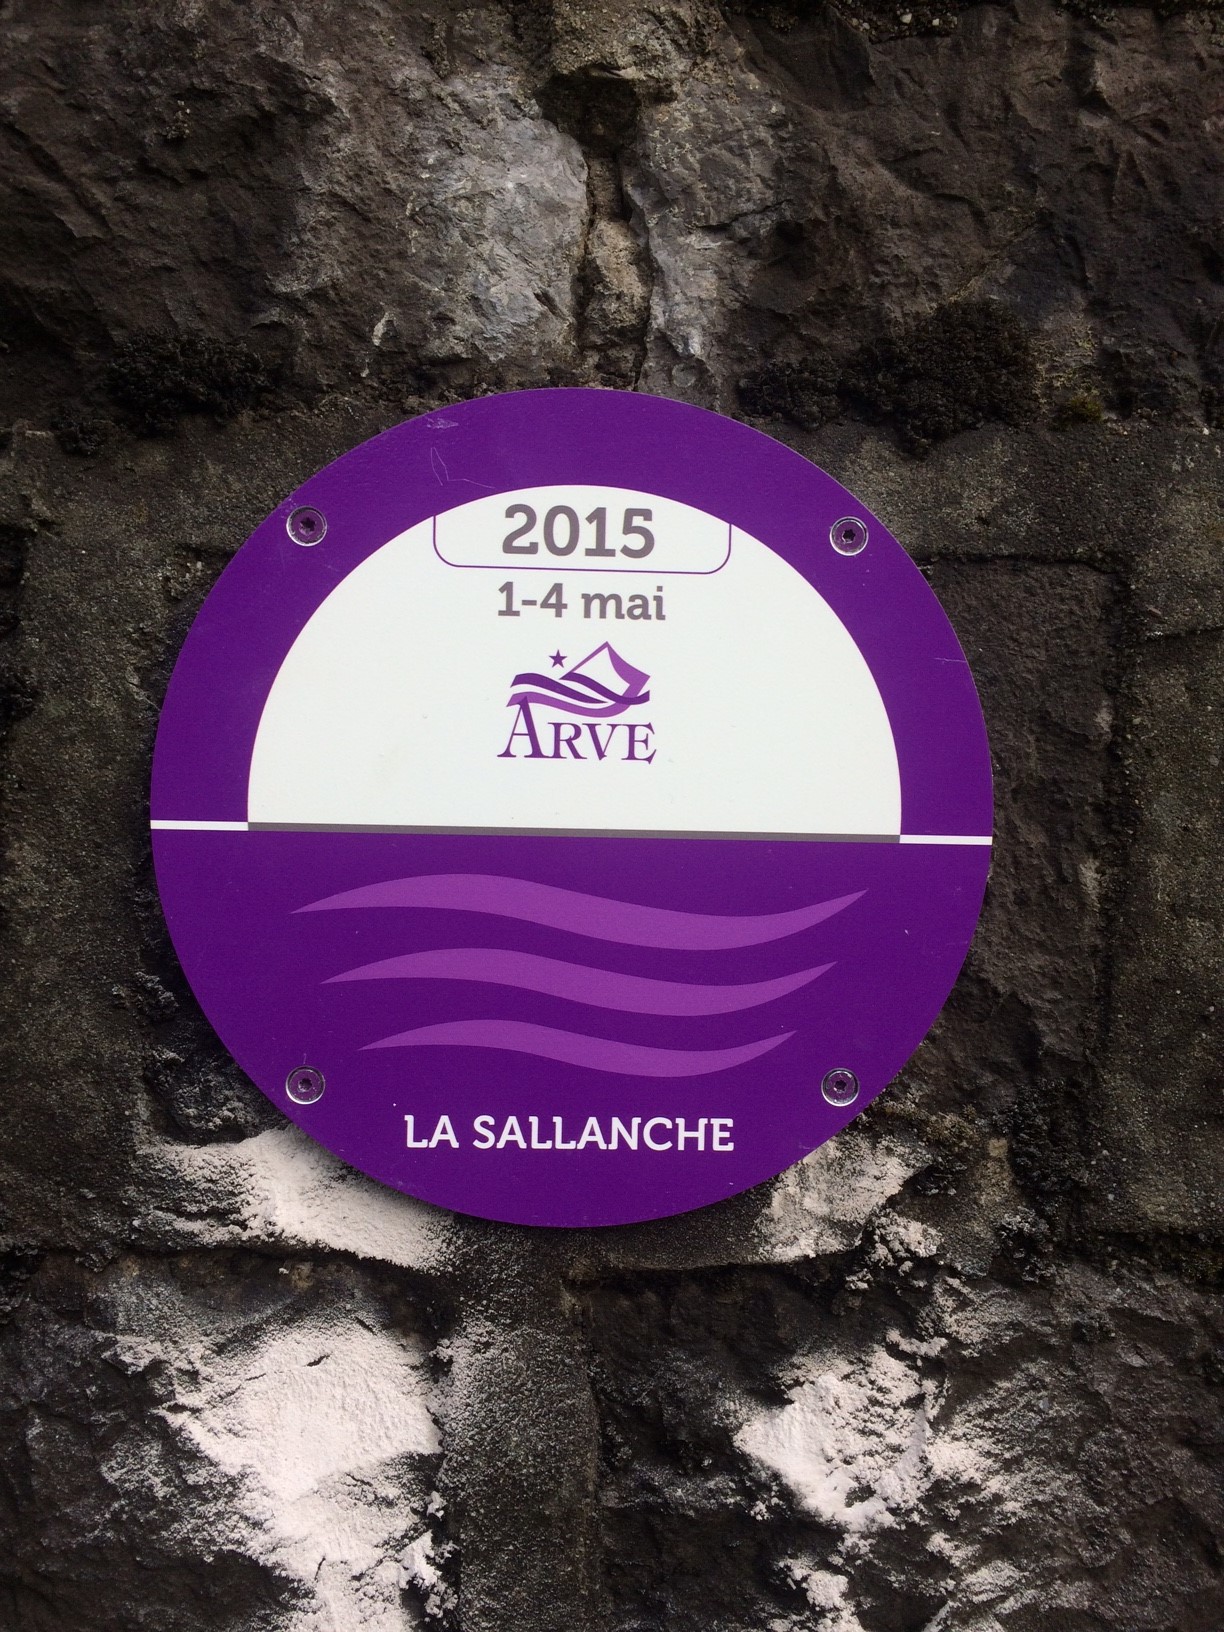 2015
1-4 mai
ARVE
LA SALLANCHE